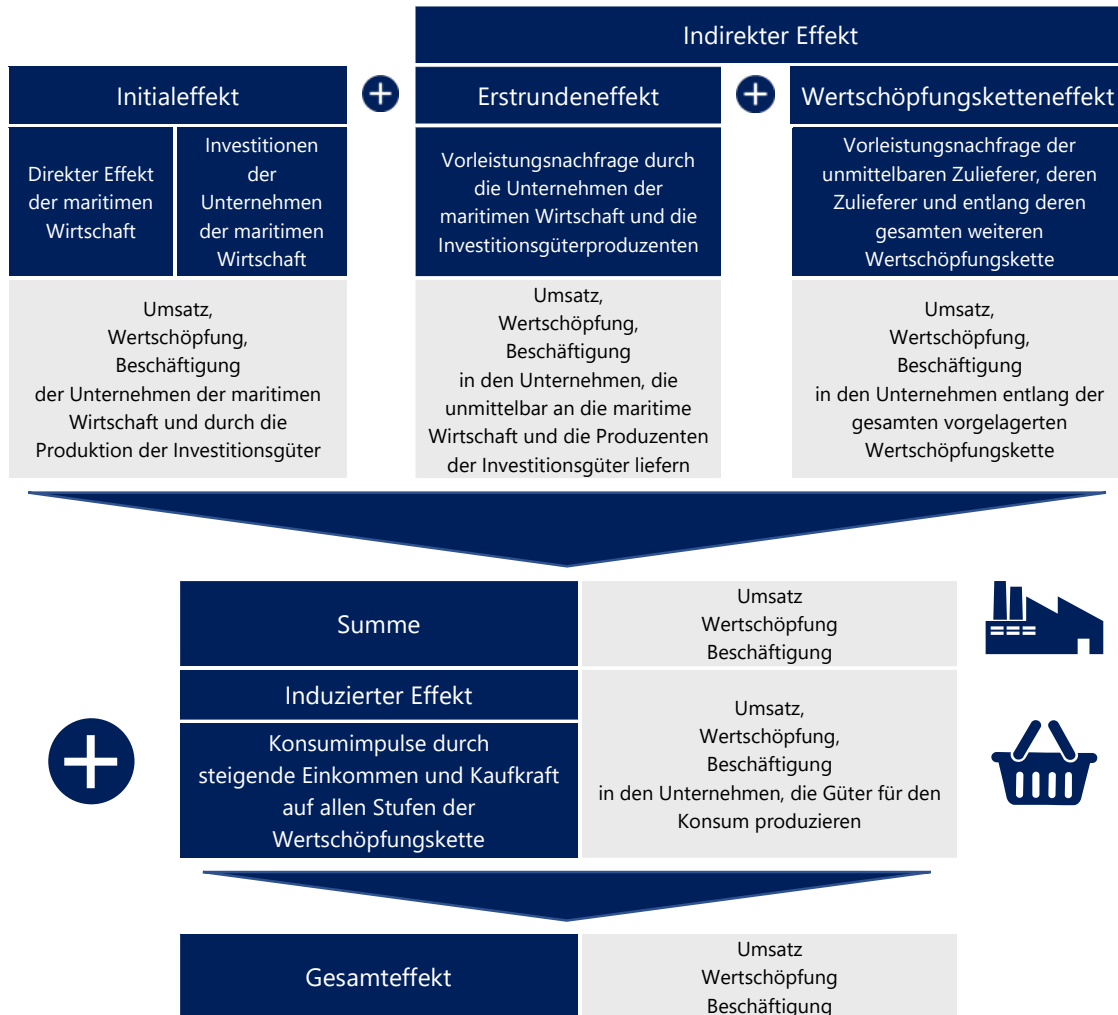 Indirekter Effekt
Initialeffekt
Erstrundeneffekt
Wertschöpfungsketteneffekt
Direkter Effekt
der maritimen
Wirtschaft
Investitionen
der
Unternehmen
der maritimen
Wirtschaft
Vorleistungsnachfrage durch
die Unternehmen der
maritimen Wirtschaft und die
Investitionsgüterproduzenten
Vorleistungsnachfrage der
unmittelbaren Zulieferer, deren
Zulieferer und entlang deren
gesamten weiteren
Wertschöpfungskette
Umsatz,
Wertschöpfung,
Beschäftigung
der Unternehmen der maritimen
Wirtschaft und durch die
Produktion der Investitionsgüter
Umsatz,
Wertschöpfung,
Beschäftigung
in den Unternehmen, die
unmittelbar an die maritime
Wirtschaft und die Produzenten
der Investitionsgüter liefern
Umsatz,
Wertschöpfung,
Beschäftigung
in den Unternehmen entlang der
gesamten vorgelagerten
Wertschöpfungskette
Summe
Umsatz
Wertschöpfung
Beschäftigung
Induzierter Effekt
Konsumimpulse durch
steigende Einkommen und Kaufkraft
auf allen Stufen der
Wertschöpfungskette
Umsatz,
Wertschöpfung,
Beschäftigung
in den Unternehmen, die Güter für den
Konsum produzieren
Gesamteffekt
Umsatz
Wertschöpfung
Beschäftigung